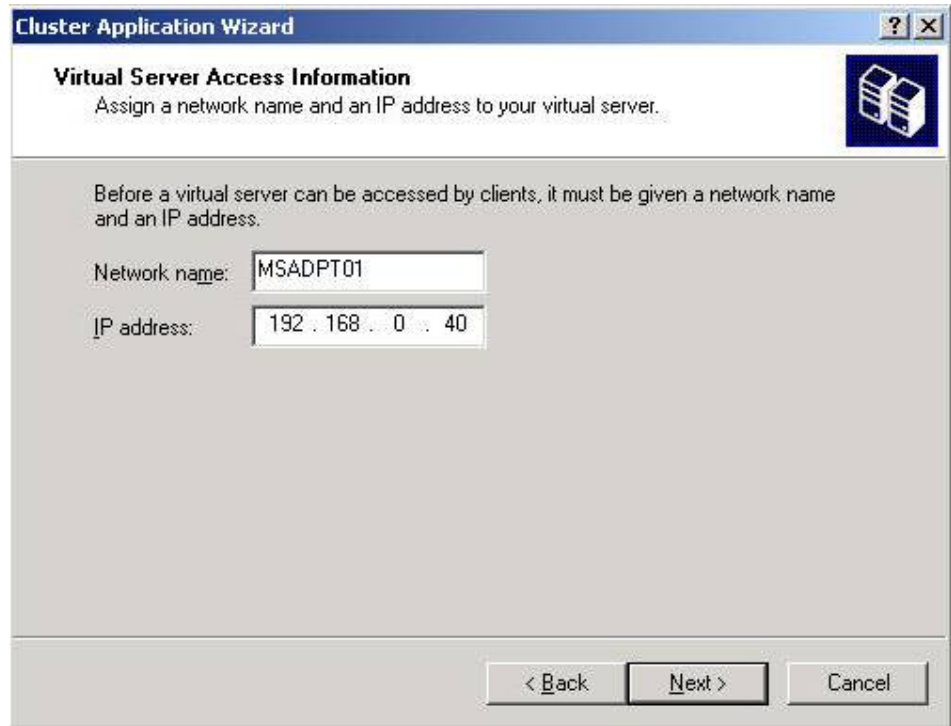 Cluster Application Wizard
Virtual Server Access Information
Assign a network name and an IP address to your virtual server.
Before a virtual server can be accessed by clients, it must be given a network name
and an IP address.
Network name: MSADPT01
IP address: 192 . 168 . 0 . 40
< Back Next > Cancel